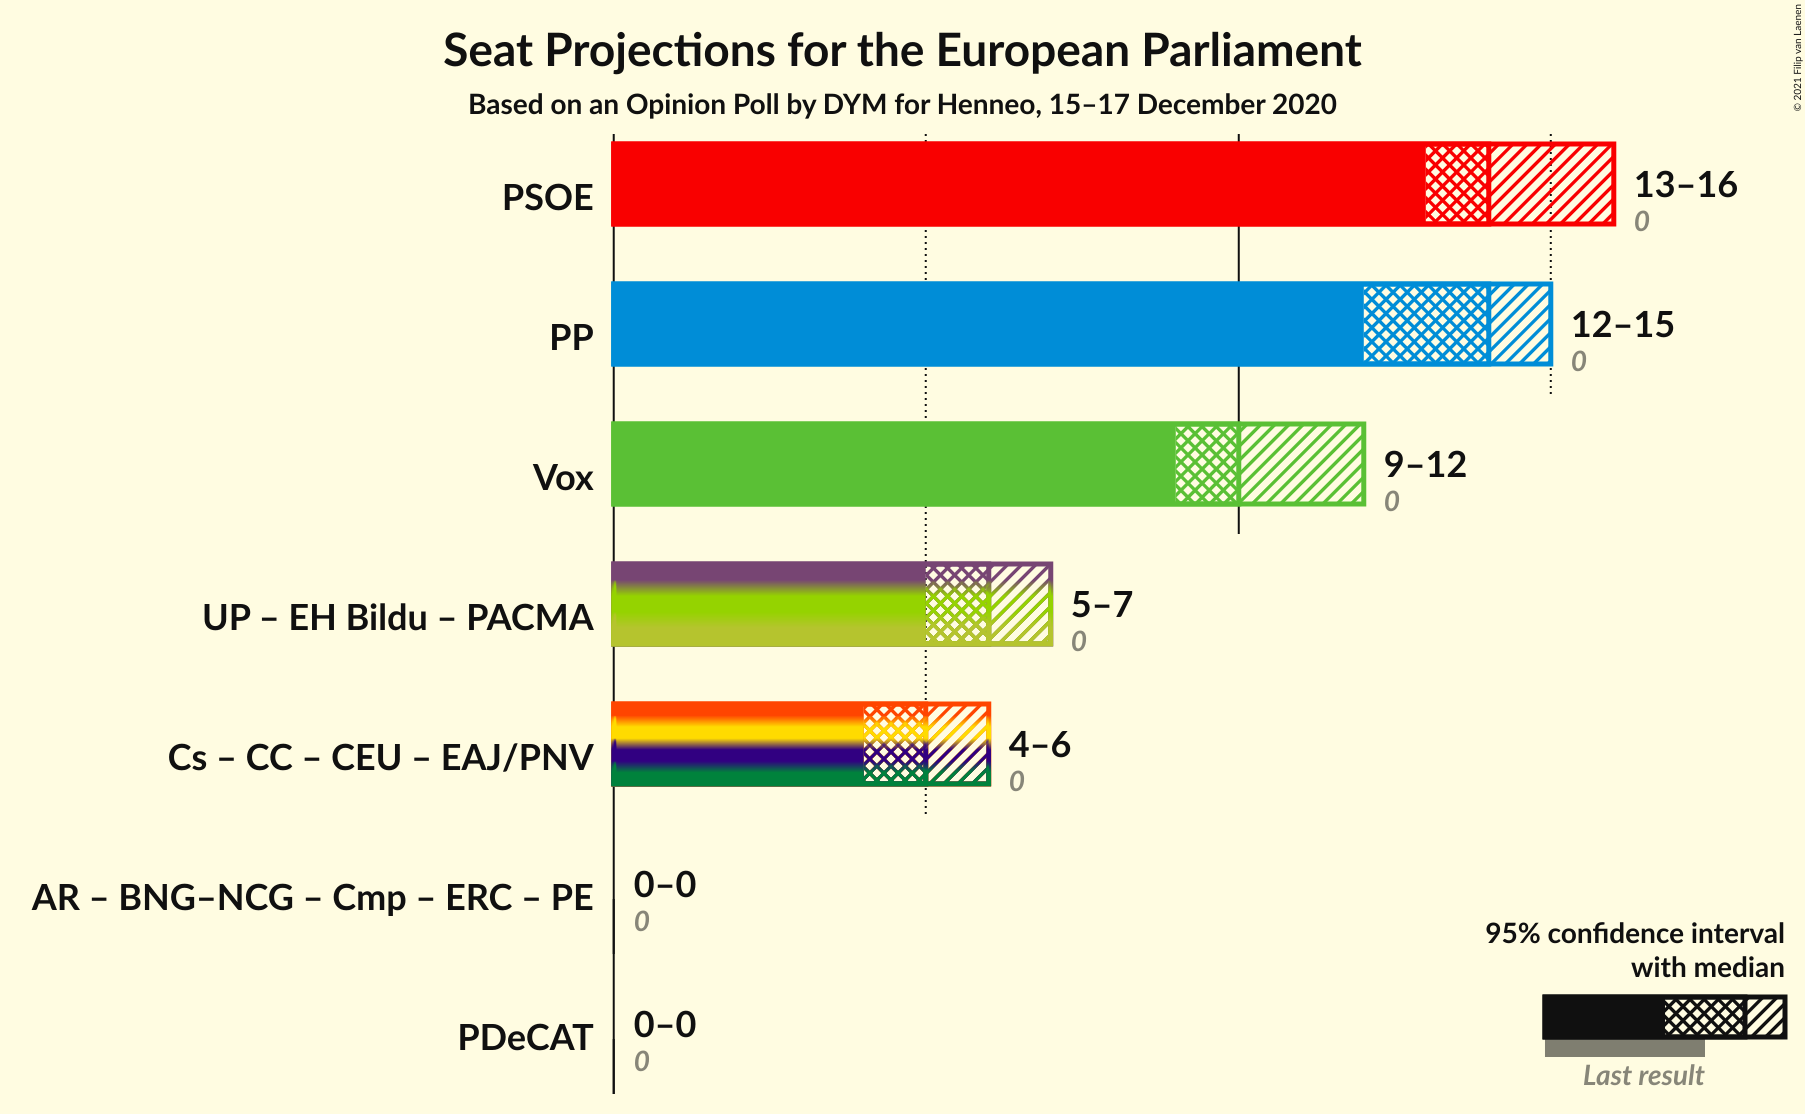 Seat Projections for the European Parliament
Based on an Opinion Poll by DYM for Henneo, 15–17 December 2020
© 2021 Filip van Laenen
PSOE
13–16
0
PP
12–15
0
Vox
9–12
0
UP – EH Bildu – PACMA
5–7
0
Cs – CC – CEU – EAJ/PNV
4–6
0
AR – BNG–NCG – Cmp – ERC – PE
0–0
0
PDeCAT
0–0
0
95% confidence interval
with median
Last result